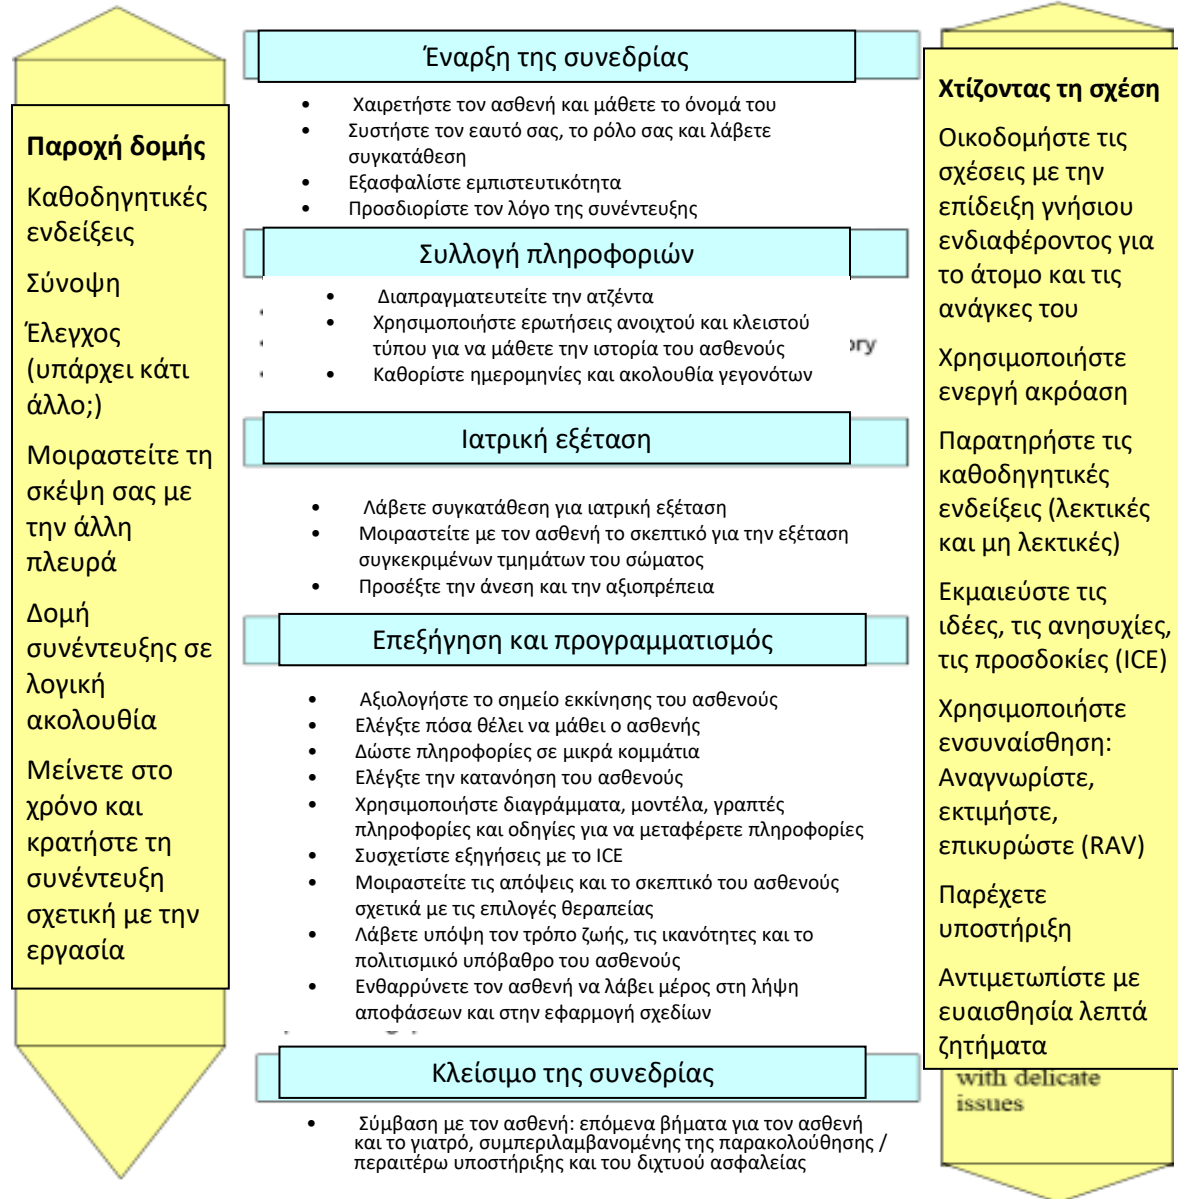 Παροχή δομής
Καθοδηγητικές
ενδείξεις
Σύνοψη
Έλεγχος
(υπάρχει κάτι
άλλο;)
Μοιραστείτε τη
σκέψη σας με
την άλλη
πλευρά
Δομή
συνέντευξης σε
λογική
ακολουθία
Μείνετε στο
χρόνο και
κρατήστε τη
συνέντευξη
σχετική με την
εργασία
Έναρξη της συνεδρίας
• Χαιρετήστε τον ασθενή και μάθετε το όνομά του
• Συστήστε τον εαυτό σας, το ρόλο σας και λάβετε
συγκατάθεση
• Εξασφαλίστε εμπιστευτικότητα
• Προσδιορίστε τον λόγο της συνέντευξης
Συλλογή πληροφοριών
• Διαπραγματευτείτε την ατζέντα
• Χρησιμοποιήστε ερωτήσεις ανοιχτού και κλειστού
τύπου για να μάθετε την ιστορία του ασθενούς
• Καθορίστε ημερομηνίες και ακολουθία γεγονότων
ory
Ιατρική εξέταση
• Λάβετε συγκατάθεση για ιατρική εξέταση
• Μοιραστείτε με τον ασθενή το σκεπτικό για την εξέταση
συγκεκριμένων τμημάτων του σώματος
• Προσέξτε την άνεση και την αξιοπρέπεια
Επεξήγηση και προγραμματισμός
• Αξιολογήστε το σημείο εκκίνησης του ασθενούς
• Ελέγξτε πόσα θέλει να μάθει ο ασθενής
• Δώστε πληροφορίες σε μικρά κομμάτια
• Ελέγξτε την κατανόηση του ασθενούς
• Χρησιμοποιήστε διαγράμματα, μοντέλα, γραπτές
πληροφορίες και οδηγίες για να μεταφέρετε πληροφορίες
• Συσχετίστε εξηγήσεις με το ICE
• Μοιραστείτε τις απόψεις και το σκεπτικό του ασθενούς
σχετικά με τις επιλογές θεραπείας
• Λάβετε υπόψη τον τρόπο ζωής, τις ικανότητες και το
πολιτισμικό υπόβαθρο του ασθενούς
• Ενθαρρύνετε τον ασθενή να λάβει μέρος στη λήψη
αποφάσεων και στην εφαρμογή σχεδίων
Κλείσιμο της συνεδρίας
• Σύμβαση με τον ασθενή: επόμενα βήματα για τον ασθενή
και το γιατρό, συμπεριλαμβανομένης της παρακολούθησης /
περαιτέρω υποστήριξης και του διχτυού ασφαλείας
Χτίζοντας τη σχέση
Οικοδομήστε τις
σχέσεις με την
επίδειξη γνήσιου
ενδιαφέροντος για
το άτομο και τις
ανάγκες του
Χρησιμοποιήστε
ενεργή ακρόαση
Παρατηρήστε τις
καθοδηγητικές
ενδείξεις (λεκτικές
και μη λεκτικές)
Εκμαιεύστε τις
ιδέες, τις ανησυχίες,
τις προσδοκίες (ICE)
Χρησιμοποιήστε
ενσυναίσθηση:
Αναγνωρίστε,
εκτιμήστε,
επικυρώστε (RAV)
Παρέχετε
υποστήριξη
Αντιμετωπίστε με
ευαισθησία λεπτά
ζητήματα
with delicate
issues